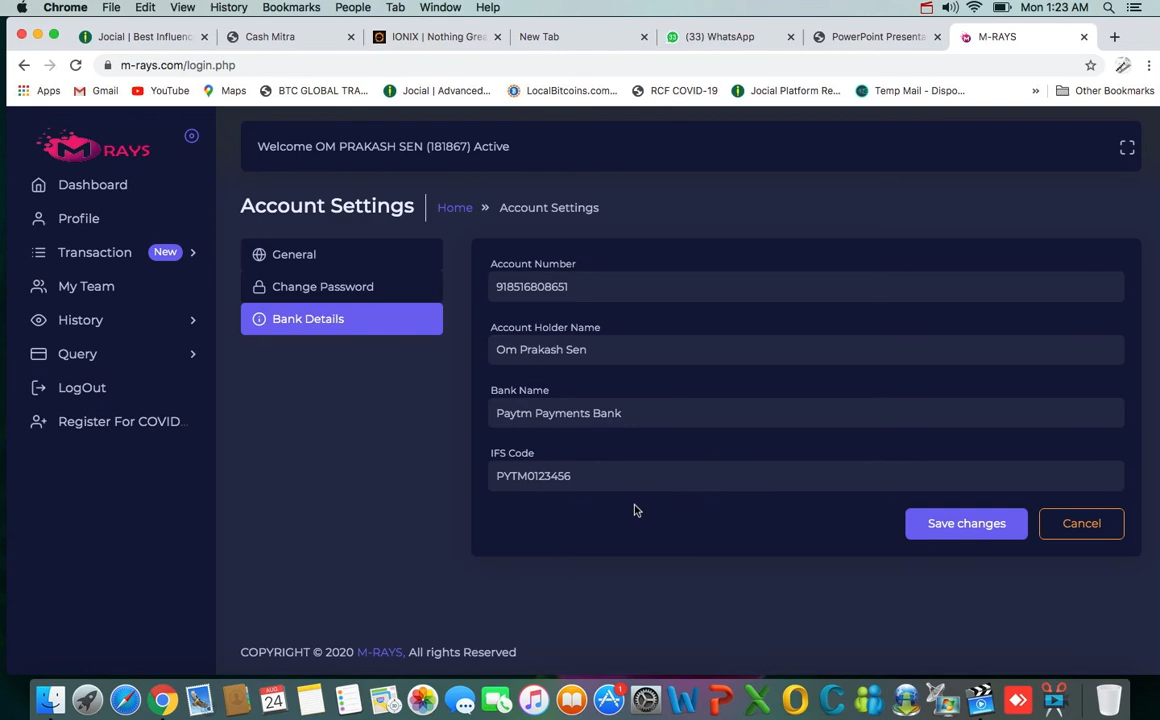 Chrome File Edit View History Bookmarks People Tab Window Help Mon 1:23 AM
Jocial | Best Influenc Cash Mitra IONIX | Nothing Grea New Tab (33) WhatsApp PowerPoint Presenta M-RAYS
m-rays.com/login.php
Apps Gmail YouTube Maps BTC GLOBAL TRA... Jocial | Advanced... LocalBitcoins.com... RCF COVID-19 Jocial Platform Re... Temp Mail - Dispo... » Other Bookmarks
M RAYS
Welcome OM PRAKASH SEN (181867) Active
Dashboard
Profile
Transaction New
My Team
History
Query
LogOut
Register For COVID...
Account Settings Home » Account Settings
General
Change Password
Bank Details
Account Number
918516808651
Account Holder Name
Om Prakash Sen
Bank Name
Paytm Payments Bank
IFS Code
PYTM0123456
Save changes Cancel
COPYRIGHT © 2020 M-RAYS, All rights Reserved
AUG
24
1